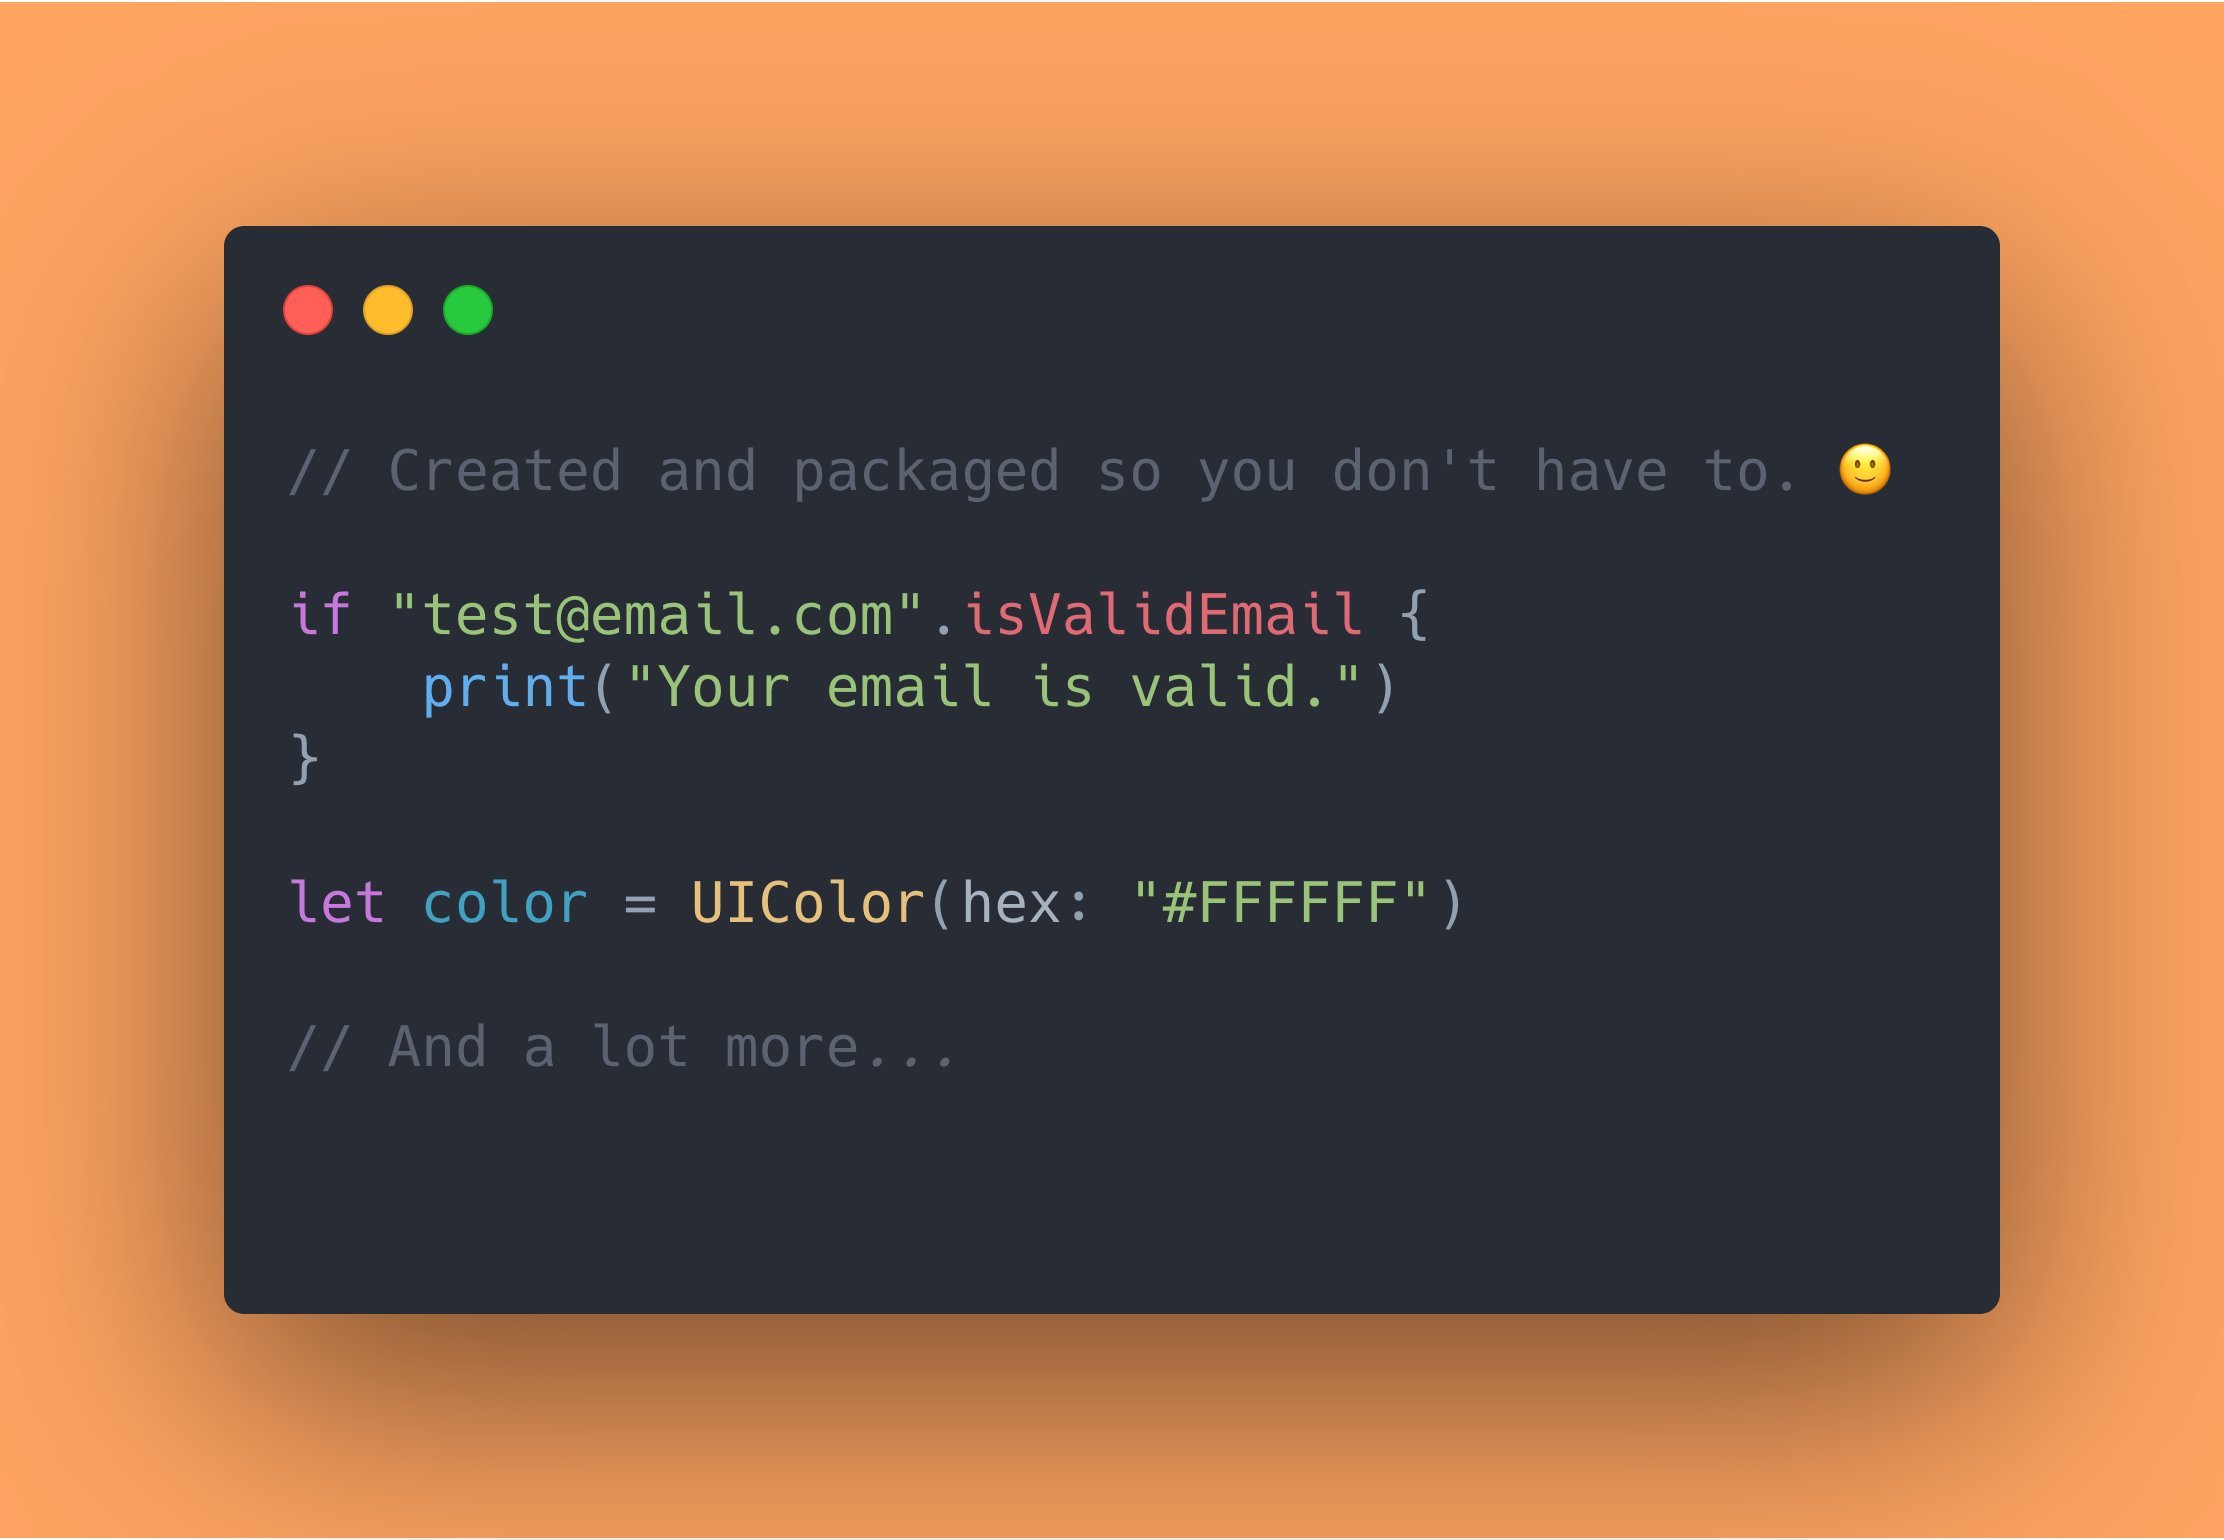 // Created and packaged so you don't have to. 🙂
if "test@email.com".isValidEmail {
    print("Your email is valid.")
}
let color = UIColor(hex: "#FFFFFF")
// And a lot more...